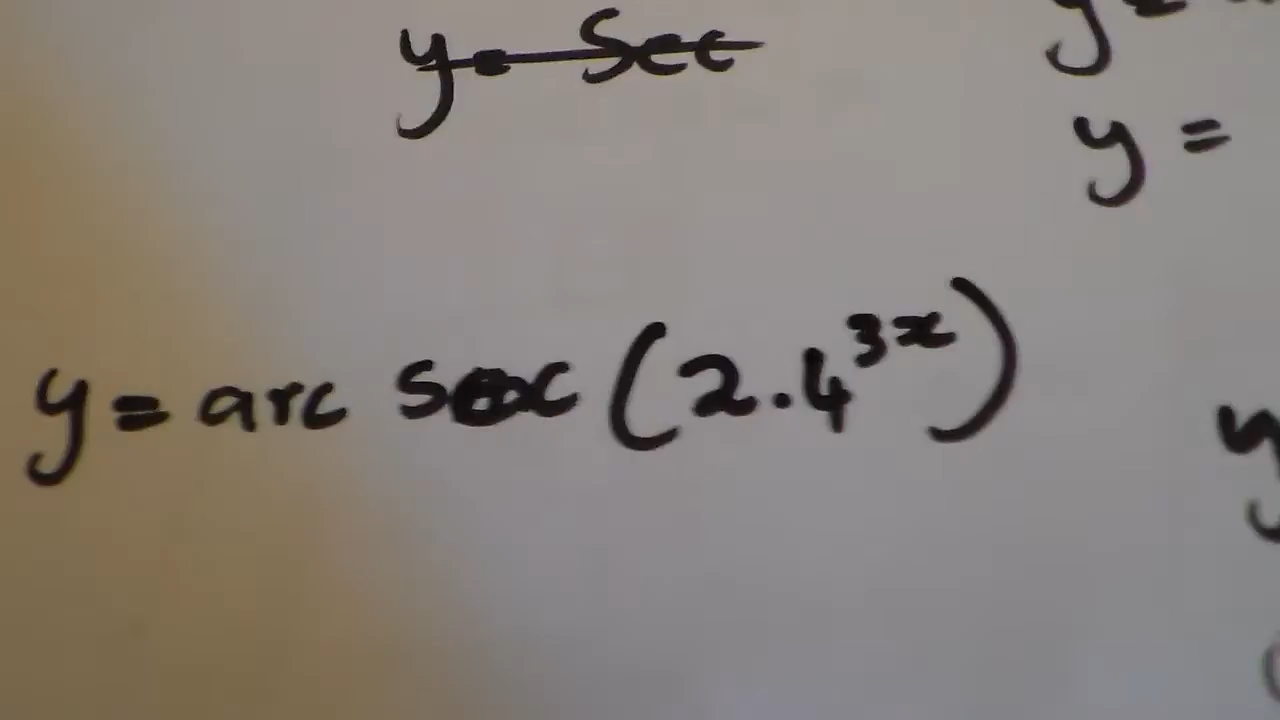 y = Sec
y =
y = arc sec (2.4^{3x})
y